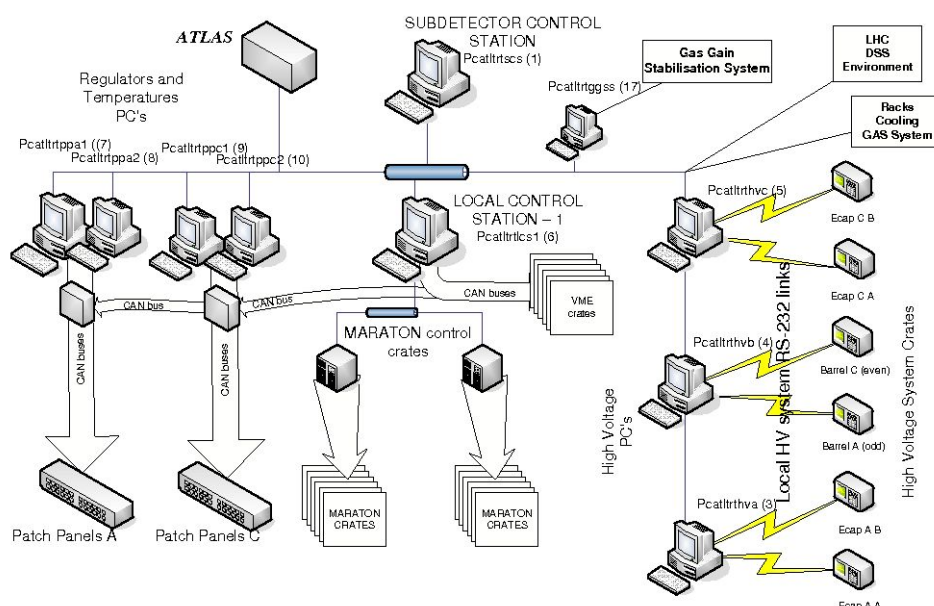 SUBDETECTOR CONTROL
STATION
Pcatltrtscs (1)
ATLAS
Gas Gain
Stabilisation System
LHC
DSS
Environment
Racks
Cooling
GAS System
Regulators and
Temperatures
PC's
Pcatltrtggss (17)
Pcatltrtppa1 ((7)
Pcatltrtppa2 (8)
Pcatltrtppc1 (9)
Pcatltrtppc2 (10)
LOCAL CONTROL
STATION – 1
Pcatltrtlcs1 (6)
Pcatltrthvc (5)
Ecap C B
Ecap C A
CAN bus
CAN bus
CAN buses
VME
crates
MARATON control
crates
CAN buses
CAN buses
Pcatltrthvb (4)
Barrel C (even)
Barrel A (odd)
High Voltage
PC's
Local HV system RS-232 links
High Voltage System Crates
MARATON
CRATES
MARATON
CRATES
Patch Panels A
Patch Panels C
Pcatltrthva (3)
Ecap A B
Ecap A A